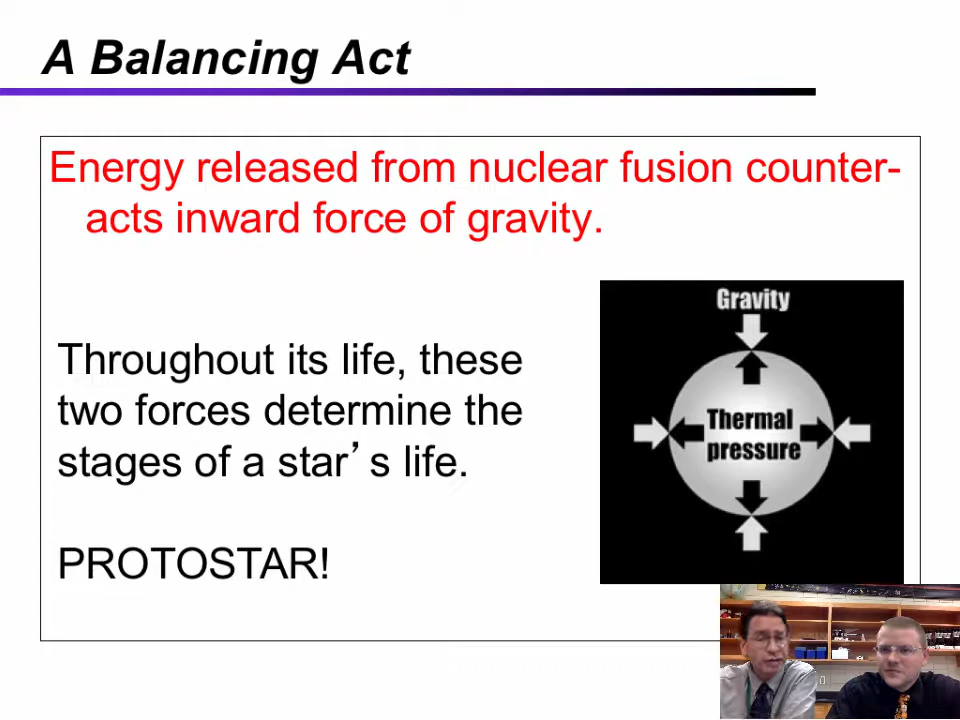 A Balancing Act
Energy released from nuclear fusion counter-
acts inward force of gravity.
Throughout its life, these
two forces determine the
stages of a star’s life.
PROTOSTAR!
Gravity
Thermal
pressure